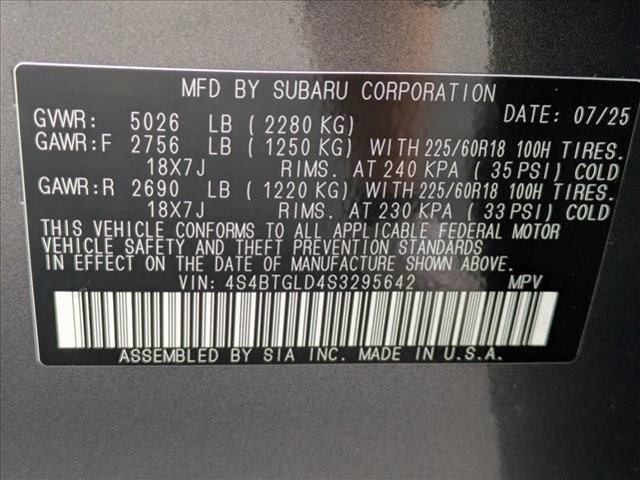 MFD BY SUBARU CORPORATION
GVWR: 5026 LB (2280 KG) DATE: 07/25
GAWR:F 2756 LB (1250 KG) WITH 225/60R18 100H TIRES.
18X7J RIMS. AT 240 KPA (35 PSI) COLD
GAWR:R 2690 LB (1220 KG) WITH 225/60R18 100H TIRES.
18X7J RIMS. AT 230 KPA (33 PSI) COLD
THIS VEHICLE CONFORMS TO ALL APPLICABLE FEDERAL MOTOR
VEHICLE SAFETY AND THEFT PREVENTION STANDARDS
IN EFFECT ON THE DATE OF MANUFACTURE SHOWN ABOVE.
VIN: 4S4BTGLD4S3295642 MPV
ASSEMBLED BY SIA INC. MADE IN U.S.A.